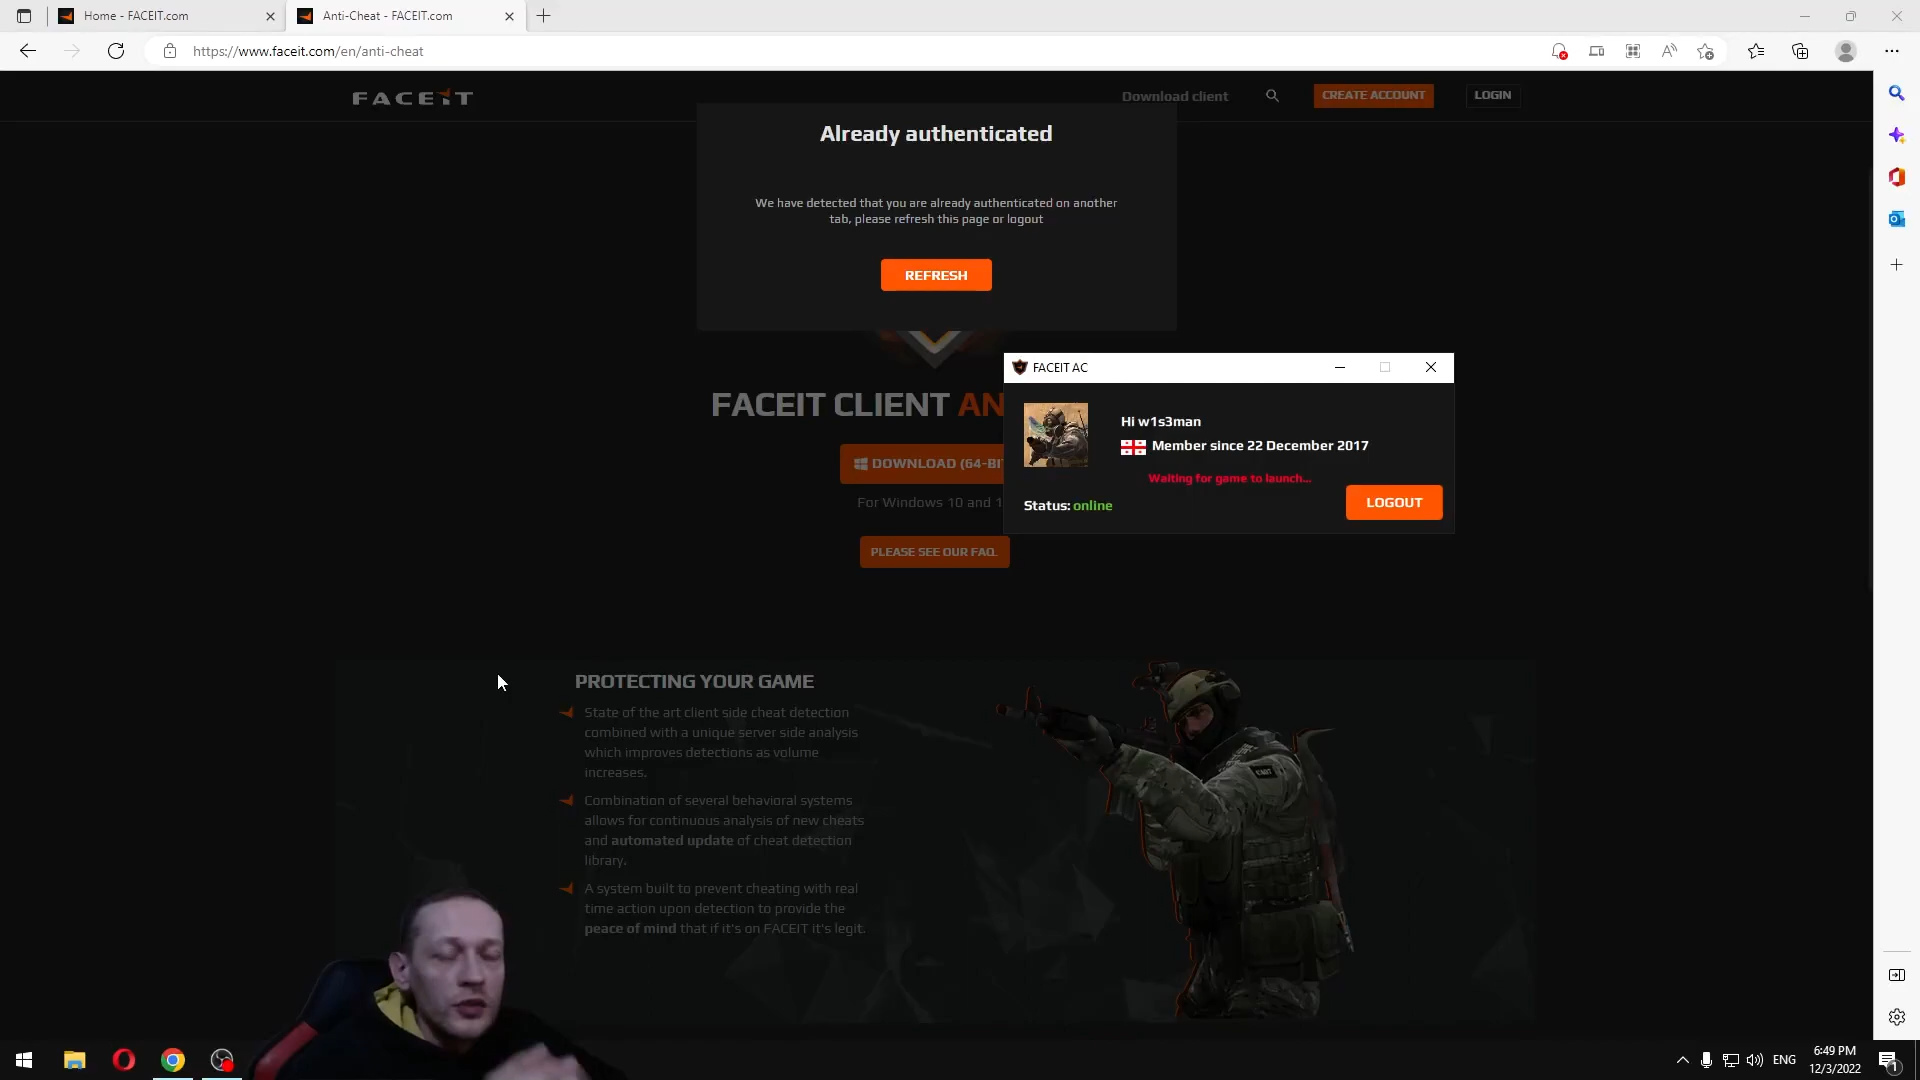 Home - FACEIT.com
Anti-Cheat - FACEIT.com
https://www.faceit.com/en/anti-cheat
FACEIT
Download client
CREATE ACCOUNT
LOGIN
Already authenticated
We have detected that you are already authenticated on another
tab, please refresh this page or logout
REFRESH
FACEIT CLIENT AN
DOWNLOAD (64-BI
For Windows 10 and 1
PLEASE SEE OUR FAQ.
FACEIT AC
Hi w1s3man
Member since 22 December 2017
Waiting for game to launch...
Status: online
LOGOUT
PROTECTING YOUR GAME
State of the art client side cheat detection
combined with a unique server side analysis
which improves detections as volume
increases.
Combination of several behavioral systems
allows for continuous analysis of new cheats
and automated update of cheat detection
library.
A system built to prevent cheating with real
time action upon detection to provide the
peace of mind that if it's on FACEIT it's legit.
ENG
6:49 PM
12/3/2022
1